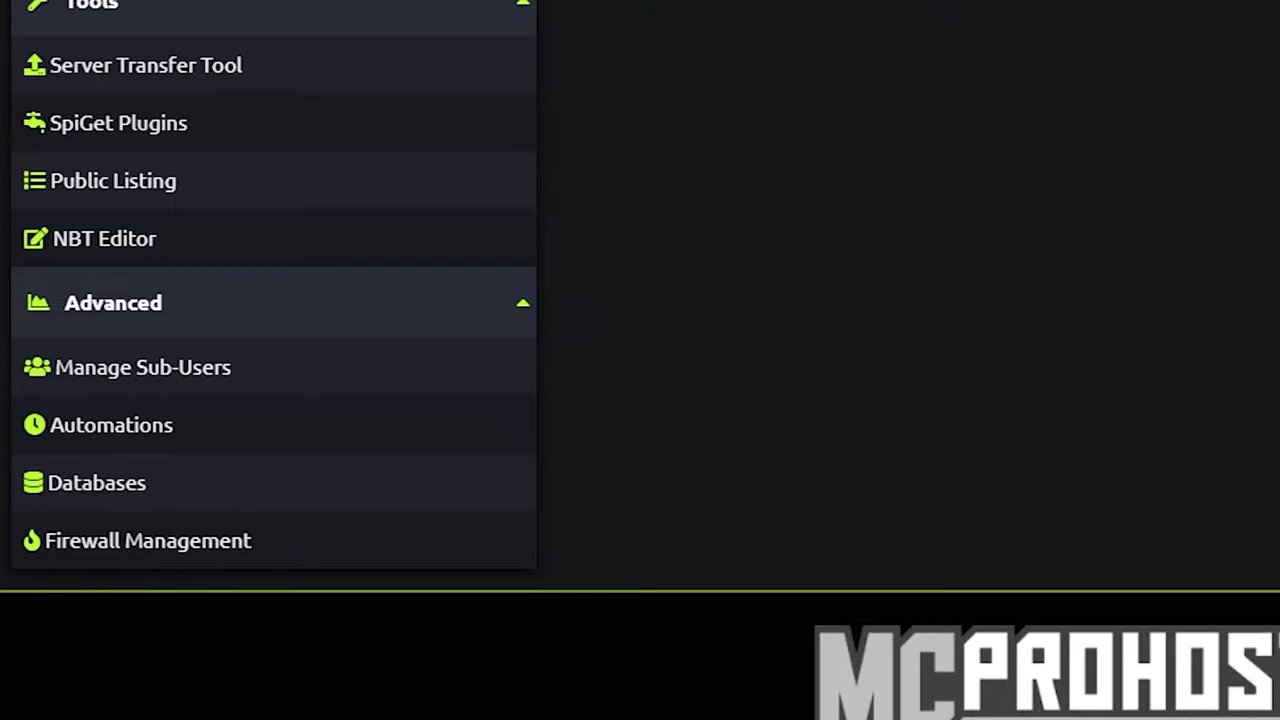 Tools
Server Transfer Tool
SpiGet Plugins
Public Listing
NBT Editor
Advanced
Manage Sub-Users
Automations
Databases
Firewall Management
MCPROHOS